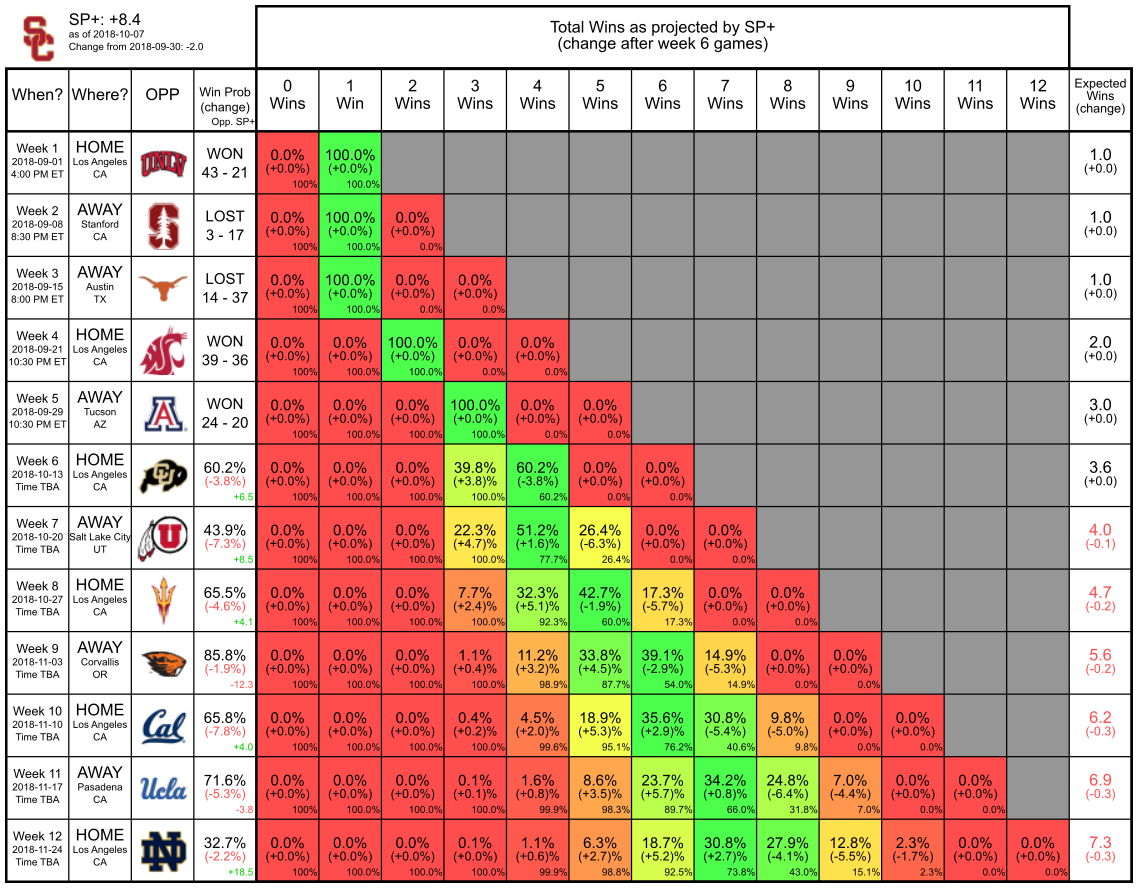 SC
SP+: +8.4
as of 2018-10-07
Change from 2018-09-30: -2.0
Total Wins as projected by SP+
(change after week 6 games)
When? Where? OPP Win Prob (change) Opp. SP+ 0 Wins 1 Win 2 Wins 3 Wins 4 Wins 5 Wins 6 Wins 7 Wins 8 Wins 9 Wins 10 Wins 11 Wins 12 Wins Expected Wins (change)
Week 1 HOME UNLV WON 0.0% 100.0% 1.0
2018-09-01 Los Angeles 43 - 21 (+0.0%) (+0.0%) (+0.0)
4:00 PM ET CA 100% 100.0%
Week 2 AWAY S LOST 0.0% 100.0% 0.0% 1.0
2018-09-08 Stanford 3 - 17 (+0.0%) (+0.0%) (+0.0%) (+0.0)
8:30 PM ET CA 100% 100.0% 0.0%
Week 3 AWAY LOST 0.0% 100.0% 0.0% 0.0% 1.0
2018-09-15 Austin 14 - 37 (+0.0%) (+0.0%) (+0.0%) (+0.0%) (+0.0)
8:00 PM ET TX 100% 100.0% 0.0% 0.0%
Week 4 HOME WSC WON 0.0% 0.0% 100.0% 0.0% 0.0% 2.0
2018-09-21 Los Angeles 39 - 36 (+0.0%) (+0.0%) (+0.0%) (+0.0%) (+0.0%) (+0.0)
10:30 PM ET CA 100% 100.0% 100.0% 0.0% 0.0%
Week 5 AWAY A WON 0.0% 0.0% 0.0% 100.0% 0.0% 0.0% 3.0
2018-09-29 Tucson 24 - 20 (+0.0%) (+0.0%) (+0.0%) (+0.0%) (+0.0%) (+0.0%) (+0.0)
10:30 PM ET AZ 100% 100.0% 100.0% 100.0% 0.0% 0.0%
Week 6 HOME CU 60.2% 0.0% 0.0% 0.0% 39.8% 60.2% 0.0% 0.0% 3.6
2018-10-13 Los Angeles (-3.8%) (+0.0%) (+0.0%) (+0.0%) (+3.8)% (-3.8%) (+0.0%) (+0.0%) (+0.0)
Time TBA CA +6.5 100% 100.0% 100.0% 100.0% 60.2% 0.0% 0.0%
Week 7 AWAY U 43.9% 0.0% 0.0% 0.0% 22.3% 51.2% 26.4% 0.0% 0.0% 4.0
2018-10-20 Salt Lake City (-7.3%) (+0.0%) (+0.0%) (+0.0%) (+4.7)% (+1.6)% (-6.3%) (+0.0%) (+0.0%) (-0.1)
Time TBA UT +8.5 100% 100.0% 100.0% 100.0% 77.7% 26.4% 0.0% 0.0%
Week 8 HOME 65.5% 0.0% 0.0% 0.0% 7.7% 32.3% 42.7% 17.3% 0.0% 0.0% 4.7
2018-10-27 Los Angeles (-4.6%) (+0.0%) (+0.0%) (+0.0%) (+2.4)% (+5.1)% (-1.9%) (-5.7%) (+0.0%) (+0.0%) (-0.2)
Time TBA CA +4.1 100% 100.0% 100.0% 100.0% 92.3% 60.0% 17.3% 0.0% 0.0%
Week 9 AWAY 85.8% 0.0% 0.0% 0.0% 1.1% 11.2% 33.8% 39.1% 14.9% 0.0% 0.0% 5.6
2018-11-03 Corvallis (-1.9%) (+0.0%) (+0.0%) (+0.0%) (+0.4)% (+3.2)% (+4.5)% (-2.9%) (-5.3%) (+0.0%) (+0.0%) (-0.2)
Time TBA OR -12.3 100% 100.0% 100.0% 100.0% 98.9% 87.7% 54.0% 14.9% 0.0% 0.0%
Week 10 HOME Cal 65.8% 0.0% 0.0% 0.0% 0.4% 4.5% 18.9% 35.6% 30.8% 9.8% 0.0% 0.0% 6.2
2018-11-10 Los Angeles (-7.8%) (+0.0%) (+0.0%) (+0.0%) (+0.2)% (+2.0)% (+5.3)% (+2.9)% (-5.4%) (-5.0%) (+0.0%) (+0.0%) (-0.3)
Time TBA CA +4.0 100% 100.0% 100.0% 100.0% 99.6% 95.1% 76.2% 40.6% 9.8% 0.0% 0.0%
Week 11 AWAY Ucla 71.6% 0.0% 0.0% 0.0% 0.1% 1.6% 8.6% 23.7% 34.2% 24.8% 7.0% 0.0% 0.0% 6.9
2018-11-17 Pasadena (-5.3%) (+0.0%) (+0.0%) (+0.0%) (+0.1)% (+0.8)% (+3.5)% (+5.7)% (+0.8)% (-6.4%) (-4.4%) (+0.0%) (+0.0%) (-0.3)
Time TBA CA -3.8 100% 100.0% 100.0% 100.0% 99.9% 98.3% 89.7% 66.0% 31.8% 7.0% 0.0% 0.0%
Week 12 HOME ND 32.7% 0.0% 0.0% 0.0% 0.1% 1.1% 6.3% 18.7% 30.8% 27.9% 12.8% 2.3% 0.0% 0.0% 7.3
2018-11-24 Los Angeles (-2.2%) (+0.0%) (+0.0%) (+0.0%) (+0.0%) (+0.6)% (+2.7)% (+5.2)% (+2.7)% (-4.1%) (-5.5%) (-1.7%) (+0.0%) (+0.0%) (-0.3)
Time TBA CA +18.5 100% 100.0% 100.0% 100.0% 99.9% 98.8% 92.5% 73.8% 43.0% 15.1% 2.3% 0.0% 0.0%